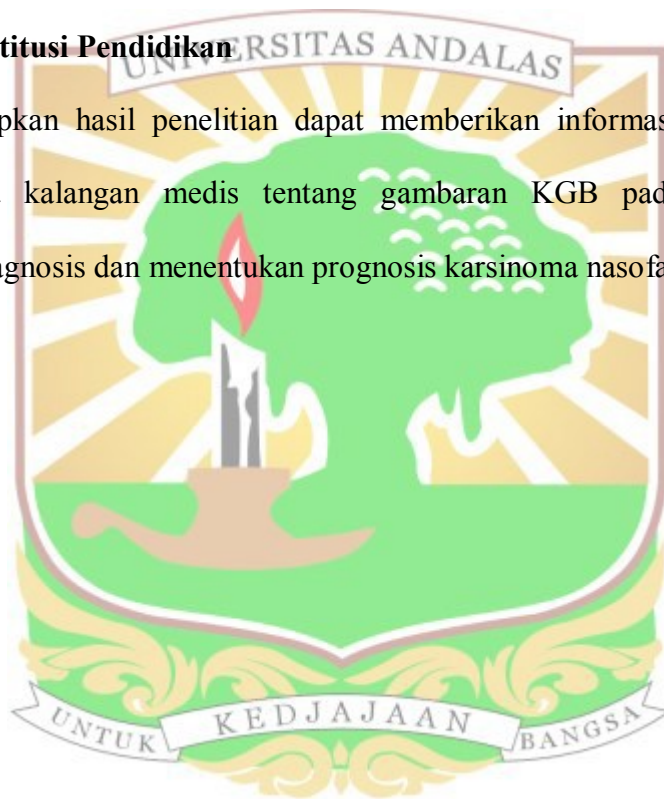 titusi Pendidikan
UNIVERSITAS ANDALAS
pkan hasil penelitian dapat memberikan informas
kalangan medis tentang gambaran KGB pad
agnosis dan menentukan prognosis karsinoma nasofa
UNTUK KEDJAJAAN BANGSA